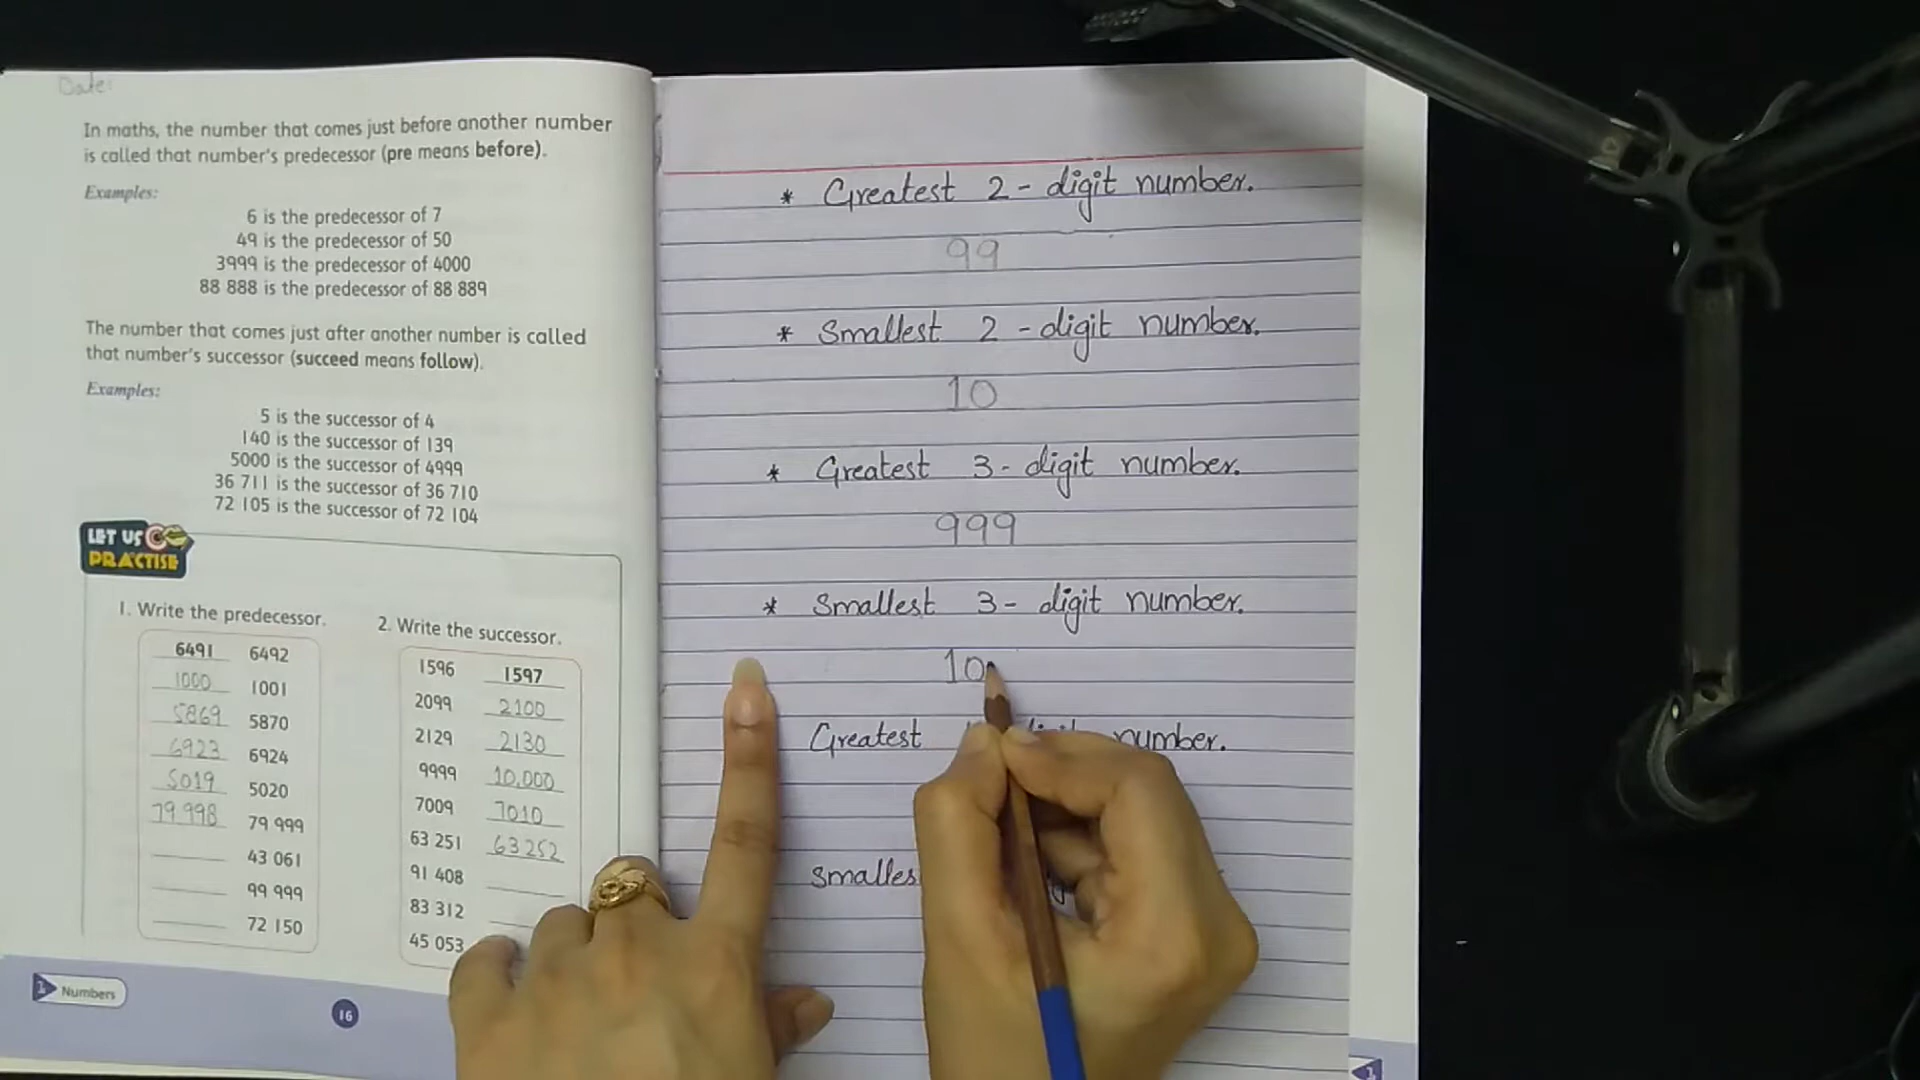 Date:
In maths, the number that comes just before another number
is called that number's predecessor (pre means before).
Examples:
6 is the predecessor of 7
49 is the predecessor of 50
3999 is the predecessor of 4000
88 888 is the predecessor of 88 889
The number that comes just after another number is called
that number's successor (succeed means follow).
Examples:
5 is the successor of 4
140 is the successor of 139
5000 is the successor of 4999
36 711 is the successor of 36 710
72 105 is the successor of 72 104
LET US
PRACTISE
1. Write the predecessor.
6491 6492
1000 1001
5869 5870
6923 6924
5019 5020
79 998 79 999
43 061
99 999
72 150
2. Write the successor.
1596 1597
2099 2100
2129 2130
9999 10,000
7009 7010
63 251 63 252
91 408
83 312
45 053
1 Numbers
16
* Greatest 2 - digit number.
99
* Smallest 2 - digit number.
10
* Greatest 3 - digit number.
999
* Smallest 3 - digit number.
10
Greatest number.
1